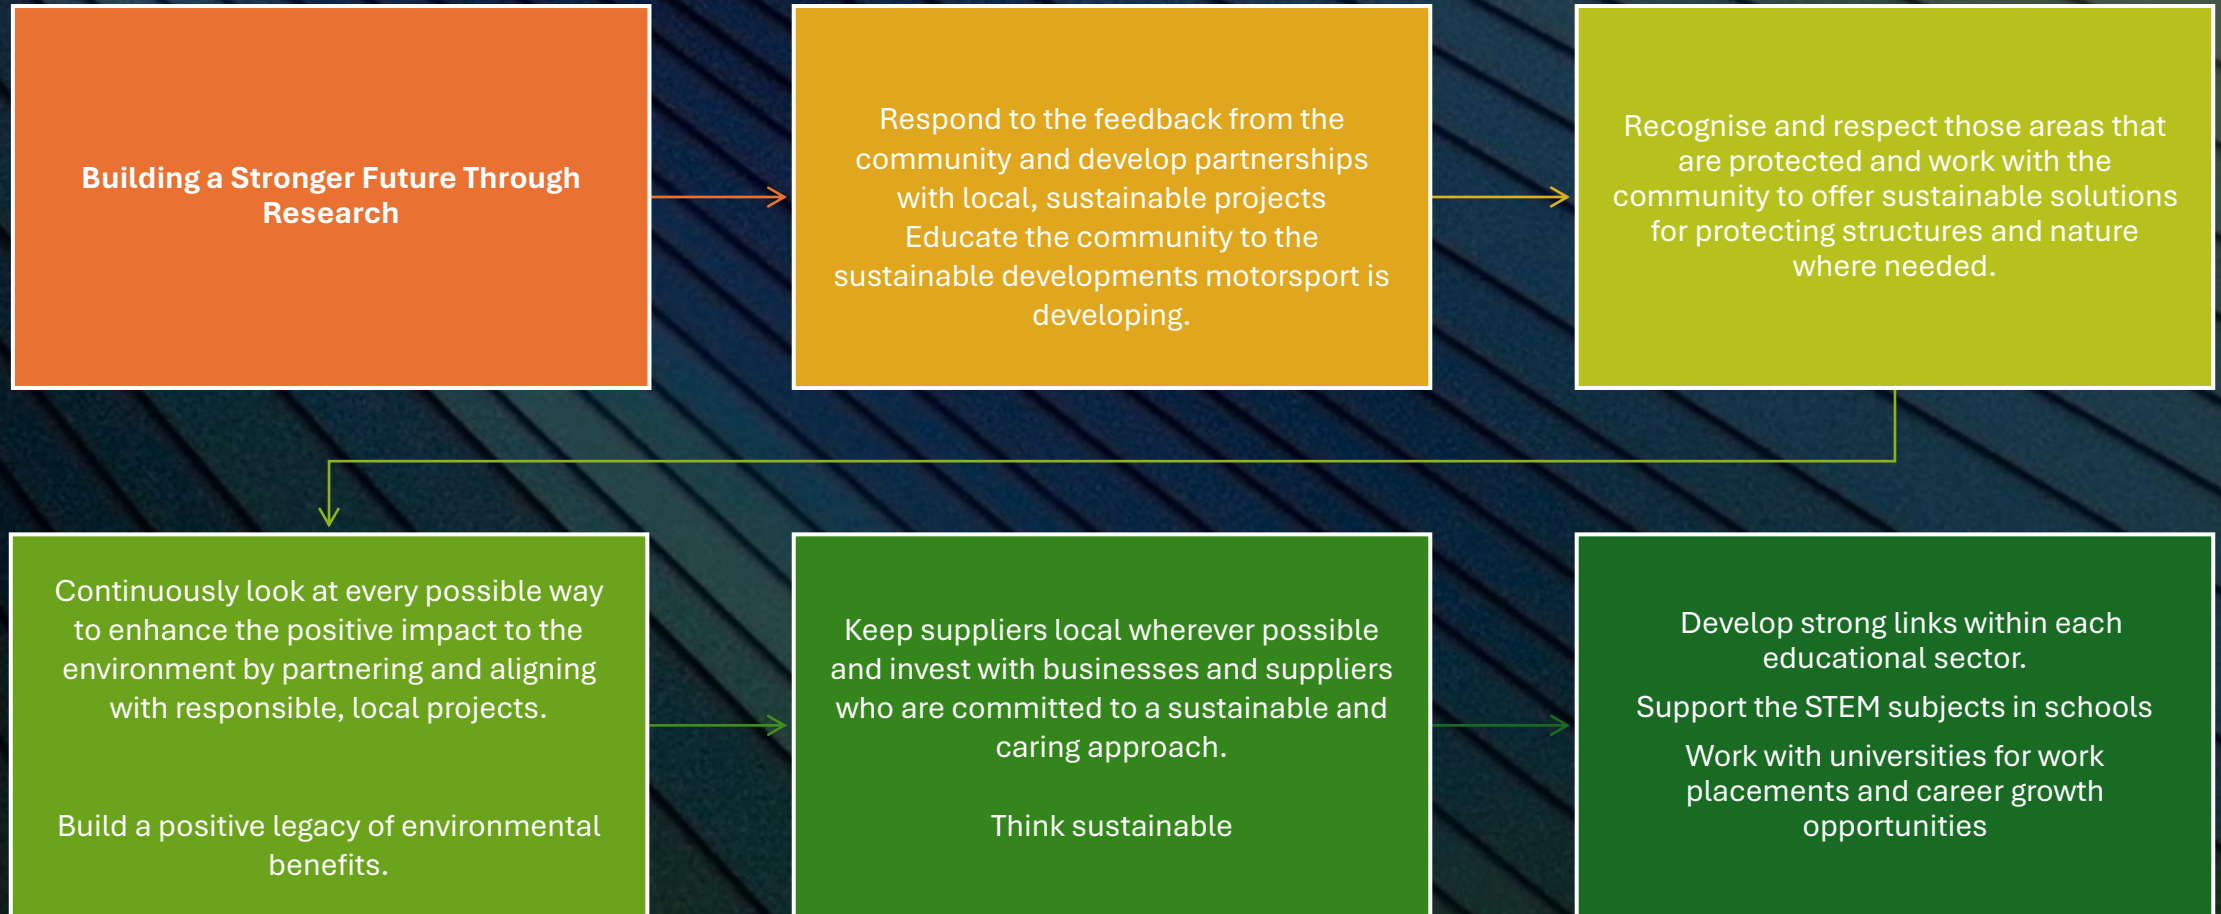 Building a Stronger Future Through
Research
Respond to the feedback from the
community and develop partnerships
with local, sustainable projects
Educate the community to the
sustainable developments motorsport is
developing.
Recognise and respect those areas that
are protected and work with the
community to offer sustainable solutions
for protecting structures and nature
where needed.
Continuously look at every possible way
to enhance the positive impact to the
environment by partnering and aligning
with responsible, local projects.
Build a positive legacy of environmental
benefits.
Keep suppliers local wherever possible
and invest with businesses and suppliers
who are committed to a sustainable and
caring approach.
Think sustainable
Develop strong links within each
educational sector.
Support the STEM subjects in schools
Work with universities for work
placements and career growth
opportunities